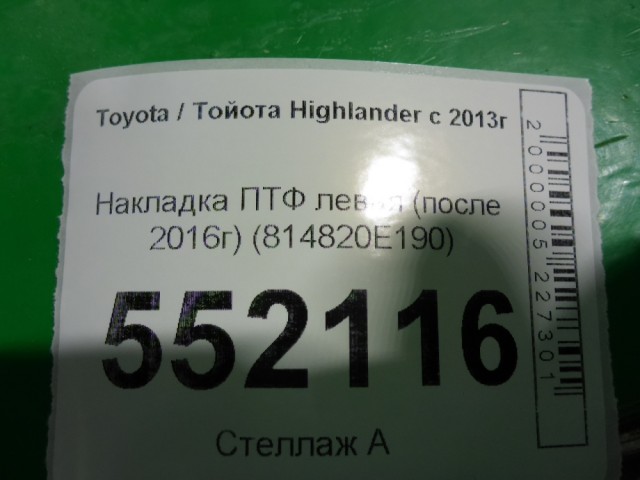 Toyota / Тойота Highlander с 2013г
Накладка ПТФ левая (после
2016г) (814820E190)
552116
Стеллаж А
2000005227301